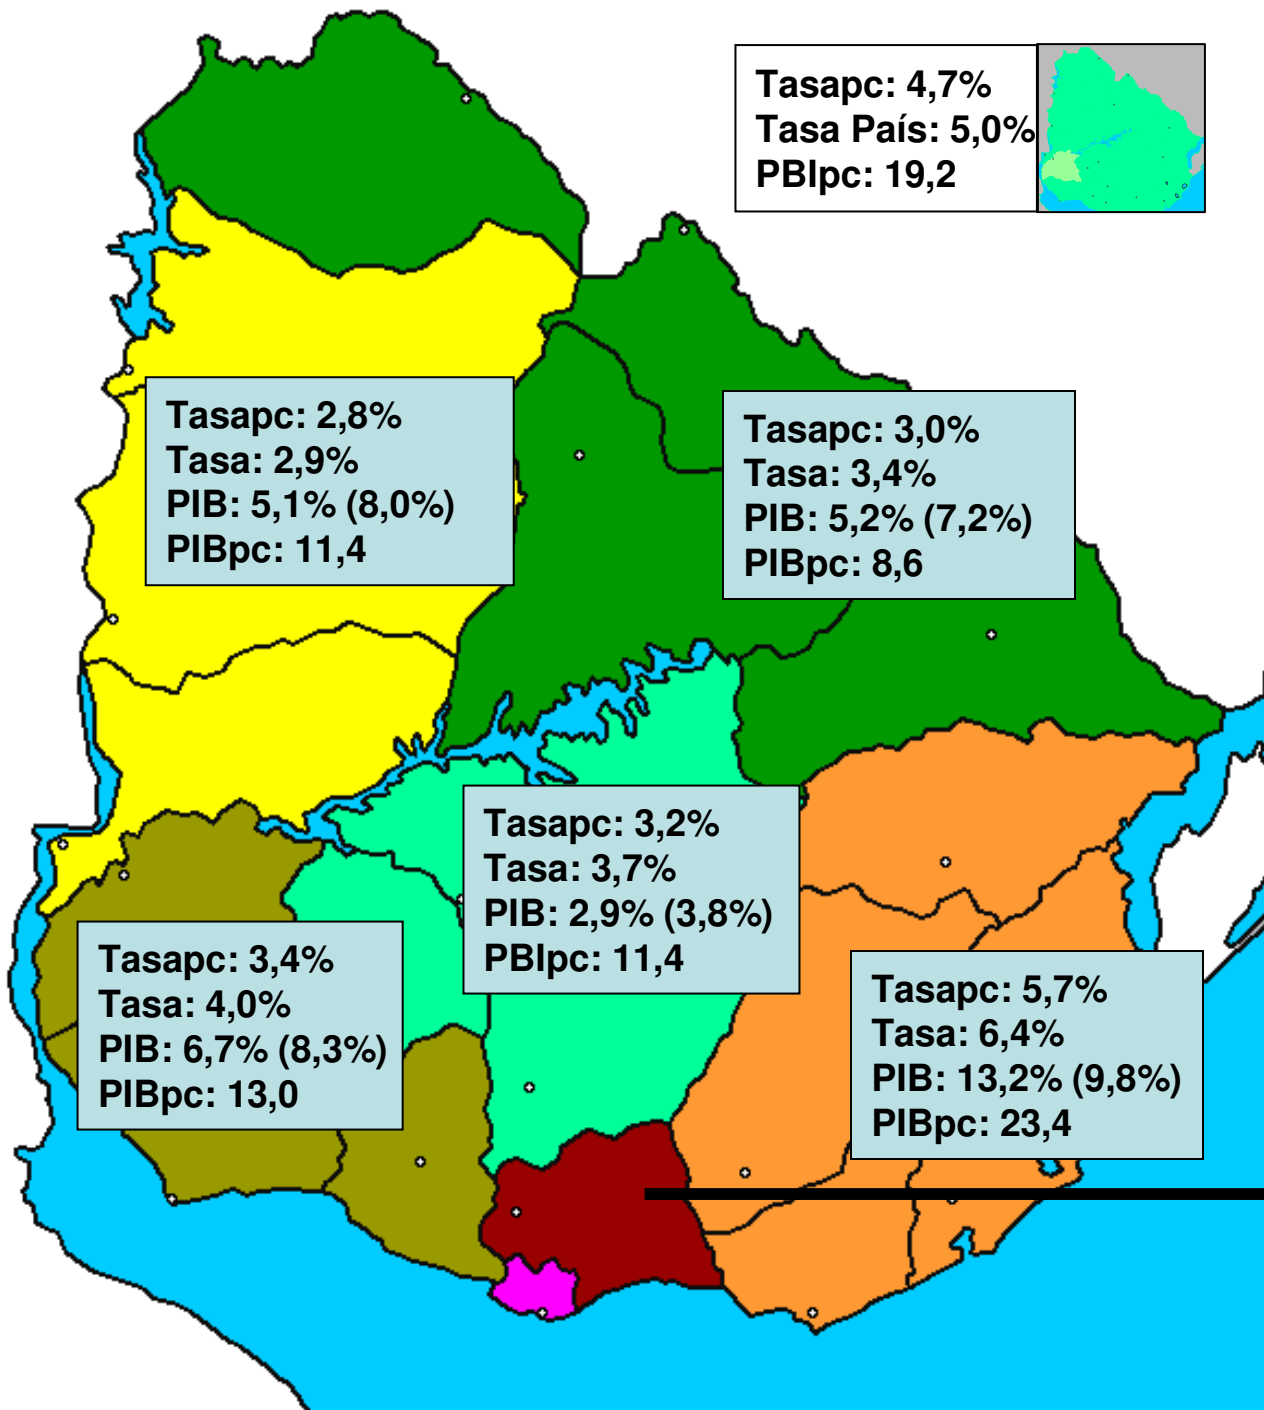 Tasapc: 4,7%
Tasa País: 5,0%
PBIpc: 19,2
Tasapc: 2,8%
Tasa: 2,9%
PIB: 5,1% (8,0%)
PIBpc: 11,4
Tasapc: 3,0%
Tasa: 3,4%
PIB: 5,2% (7,2%)
PIBpc: 8,6
Tasapc: 3,2%
Tasa: 3,7%
PIB: 2,9% (3,8%)
PBIpc: 11,4
Tasapc: 3,4%
Tasa: 4,0%
PIB: 6,7% (8,3%)
PIBpc: 13,0
Tasapc: 5,7%
Tasa: 6,4%
PIB: 13,2% (9,8%)
PIBpc: 23,4